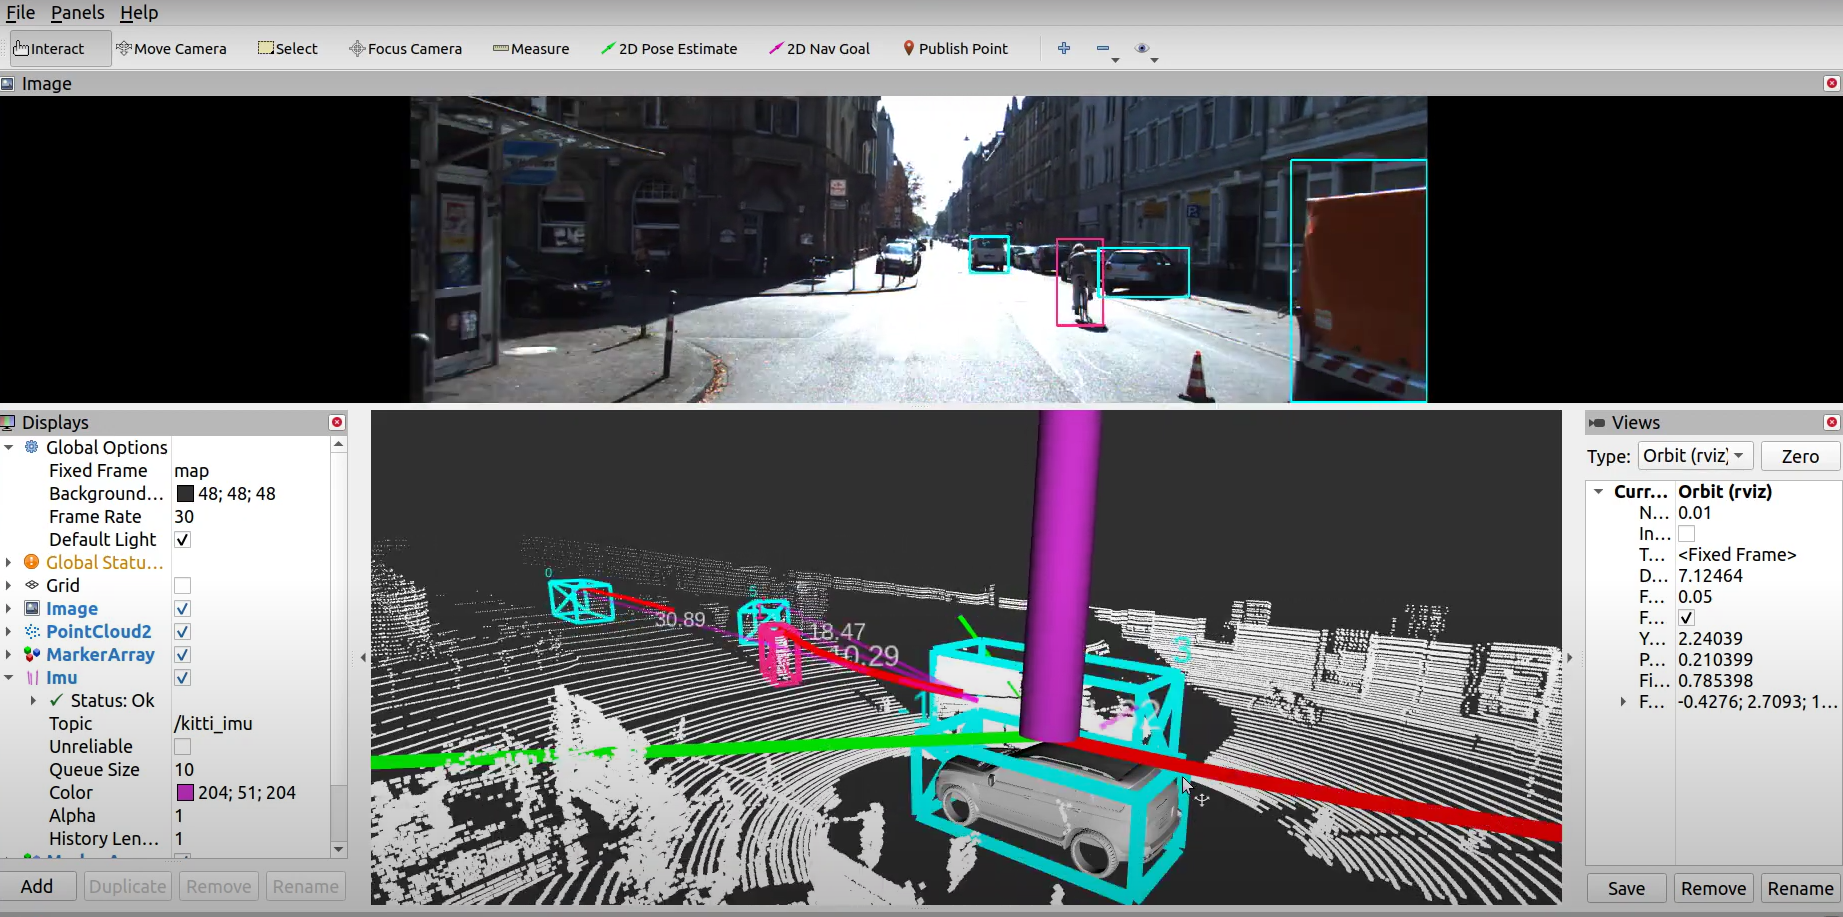 File Panels Help
Interact Move Camera Select Focus Camera Measure 2D Pose Estimate 2D Nav Goal Publish Point
Image
Displays
Global Options
Fixed Frame map
Background... 48; 48; 48
Frame Rate 30
Default Light
Global Statu...
Grid
Image
PointCloud2
MarkerArray
Imu
Status: Ok
Topic /kitti_imu
Unreliable
Queue Size 10
Color 204; 51; 204
Alpha 1
History Len... 1
Add Duplicate Remove Rename
0
5
30.89
18.47
10.29
3
Views
Type: Orbit (rviz) Zero
Curr... Orbit (rviz)
N... 0.01
In...
T... <Fixed Frame>
D... 7.12464
F... 0.05
F...
Y... 2.24039
P... 0.210399
Fi... 0.785398
F... -0.4276; 2.7093; 1...
Save Remove Rename